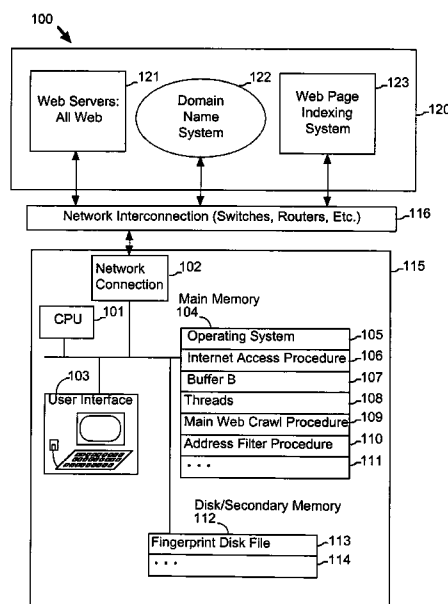 100
121
122
123
Web Servers:
All Web
Domain
Name
System
Web Page
Indexing
System
120
Network Interconnection (Switches, Routers, Etc.)
116
115
Network
Connection
102
CPU
101
Main Memory
104
Operating System
105
Internet Access Procedure
106
Buffer B
107
Threads
108
Main Web Crawl Procedure
109
Address Filter Procedure
110
. . .
111
103
User Interface
Disk/Secondary Memory
112
Fingerprint Disk File
113
. . .
114